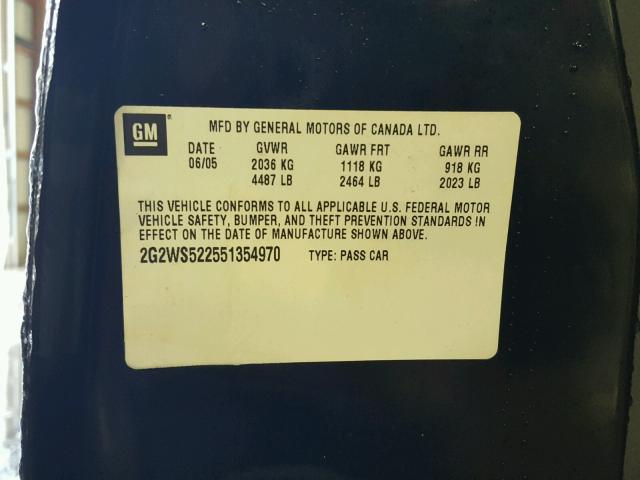 GM
MFD BY GENERAL MOTORS OF CANADA LTD.
DATE GVWR GAWR FRT GAWR RR
06/05 2036 KG 1118 KG 918 KG
4487 LB 2464 LB 2023 LB
THIS VEHICLE CONFORMS TO ALL APPLICABLE U.S. FEDERAL MOTOR
VEHICLE SAFETY, BUMPER, AND THEFT PREVENTION STANDARDS IN
EFFECT ON THE DATE OF MANUFACTURE SHOWN ABOVE.
2G2WS522551354970 TYPE: PASS CAR